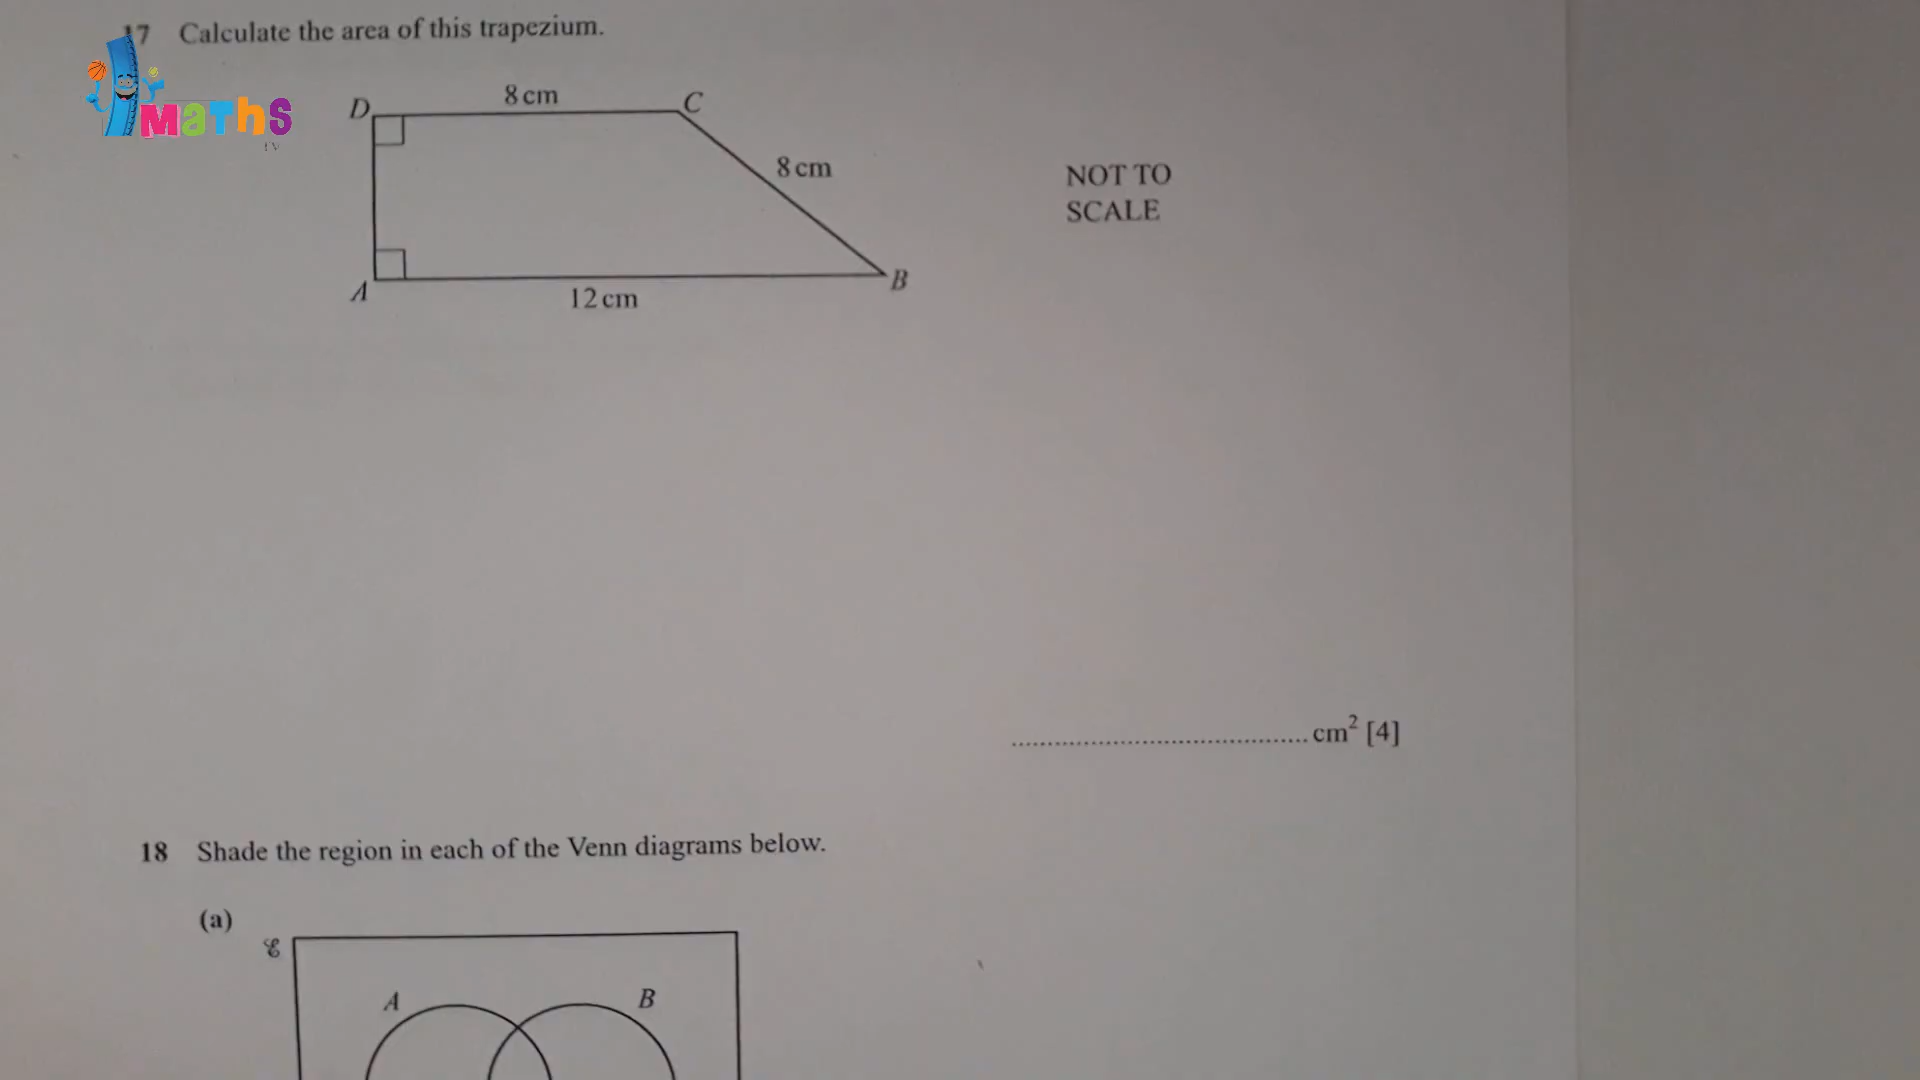 17 Calculate the area of this trapezium.
MaThS
TV
D
8 cm
C
8 cm
NOT TO
SCALE
A
12 cm
B
.......................................... cm² [4]
18 Shade the region in each of the Venn diagrams below.
(a)
ℰ
A
B